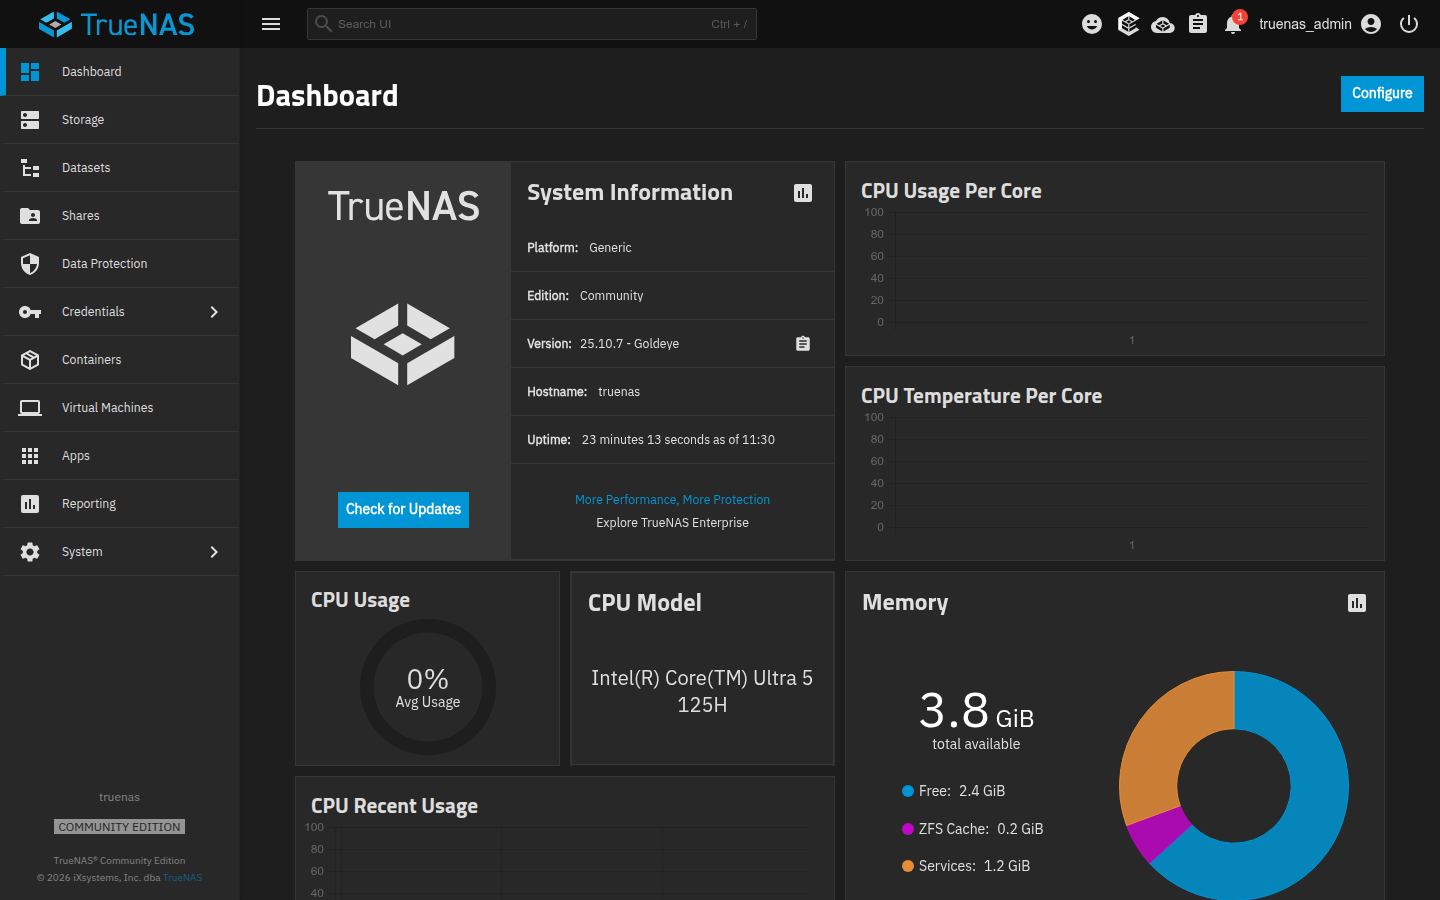 TrueNAS
Search UI
Ctrl + /
1
truenas_admin
Dashboard
Storage
Datasets
Shares
Data Protection
Credentials
Containers
Virtual Machines
Apps
Reporting
System
truenas
COMMUNITY EDITION
TrueNAS® Community Edition
© 2026 iXsystems, Inc. dba TrueNAS
Dashboard
Configure
TrueNAS
Check for Updates
System Information
Platform: Generic
Edition: Community
Version: 25.10.7 - Goldeye
Hostname: truenas
Uptime: 23 minutes 13 seconds as of 11:30
More Performance, More Protection
Explore TrueNAS Enterprise
CPU Usage Per Core
100
80
60
40
20
0
1
CPU Temperature Per Core
100
80
60
40
20
0
1
CPU Usage
0%
Avg Usage
CPU Model
Intel(R) Core(TM) Ultra 5
125H
Memory
3.8 GiB
total available
Free: 2.4 GiB
ZFS Cache: 0.2 GiB
Services: 1.2 GiB
CPU Recent Usage
100
80
60
40